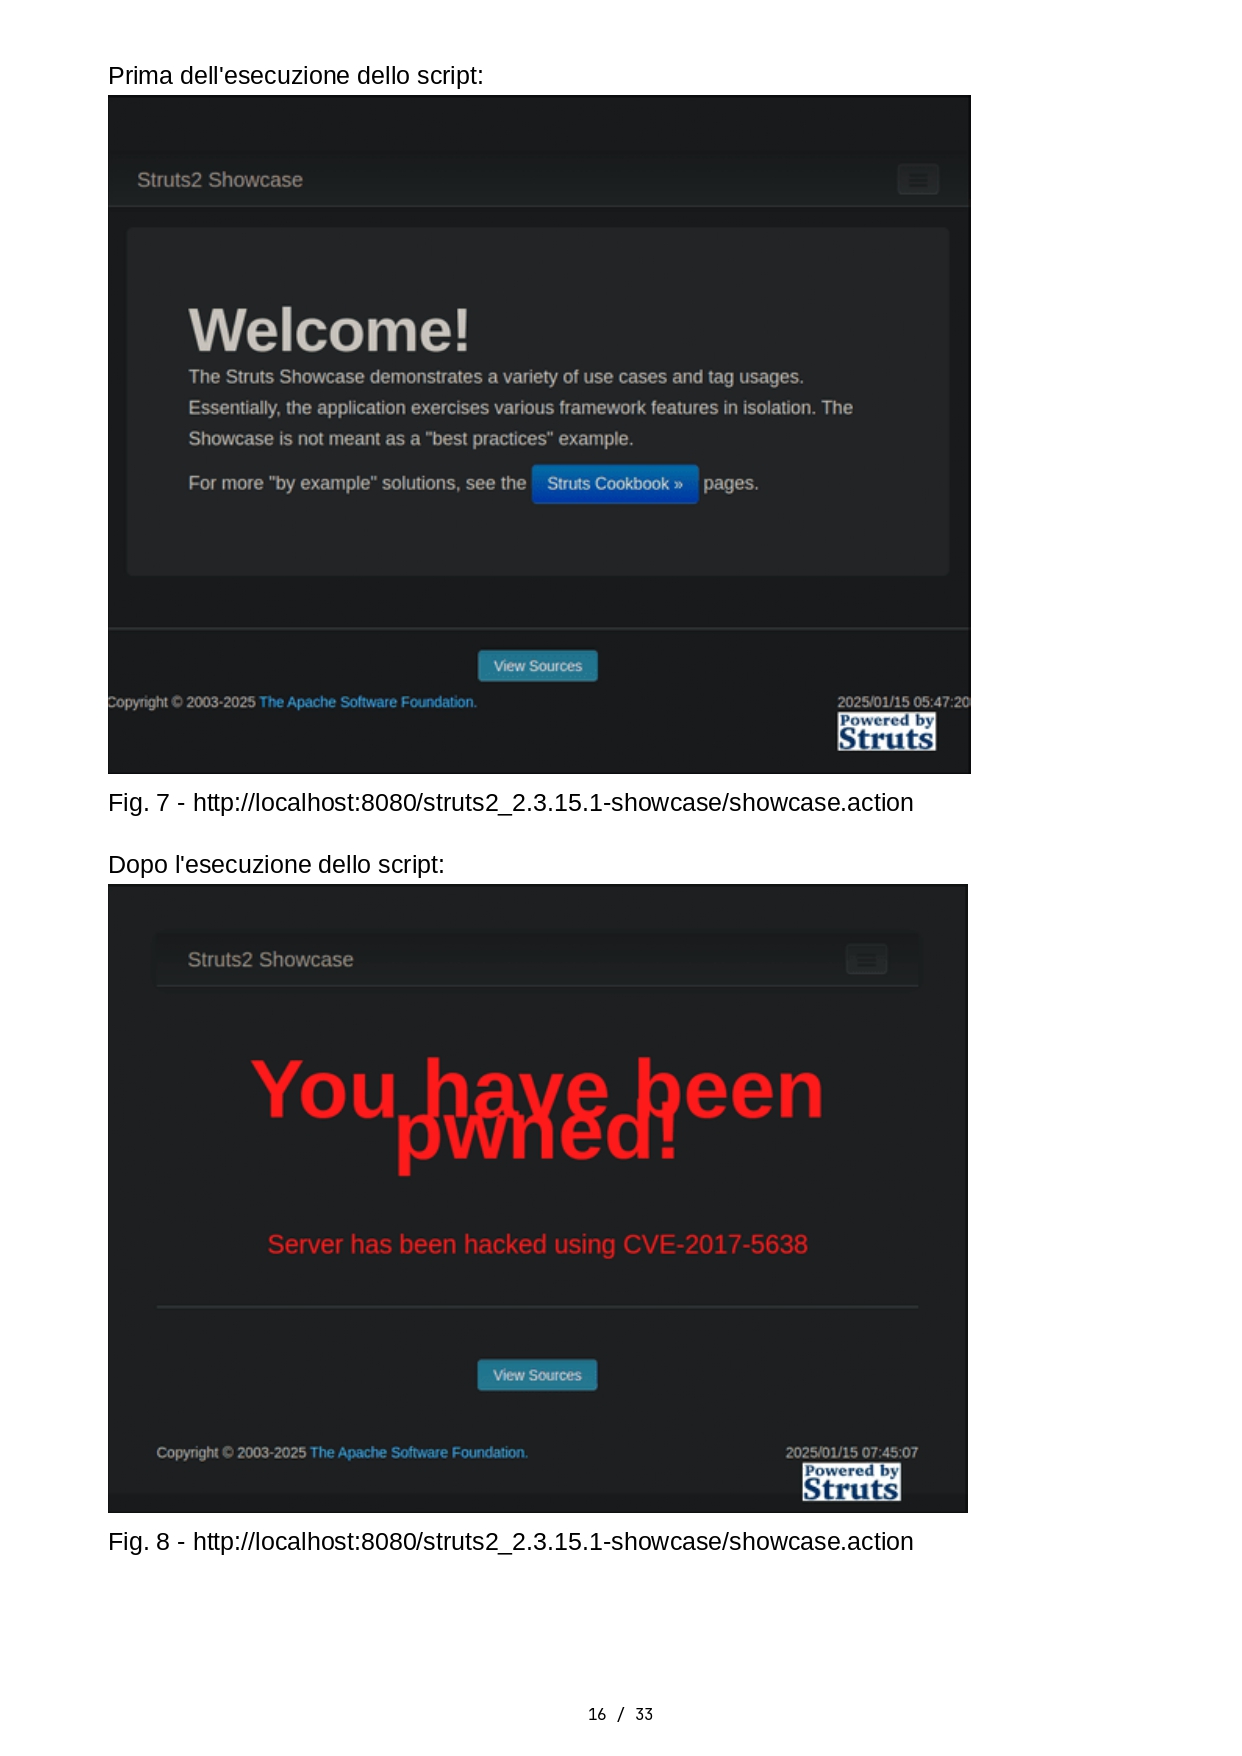 Prima dell'esecuzione dello script:
Struts2 Showcase
Welcome!
The Struts Showcase demonstrates a variety of use cases and tag usages.
Essentially, the application exercises various framework features in isolation. The
Showcase is not meant as a "best practices" example.
For more "by example" solutions, see the Struts Cookbook » pages.
View Sources
Copyright © 2003-2025 The Apache Software Foundation.
2025/01/15 05:47:20
Powered by
Struts
Fig. 7 - http://localhost:8080/struts2_2.3.15.1-showcase/showcase.action
Dopo l'esecuzione dello script:
Struts2 Showcase
You have been
pwned!
Server has been hacked using CVE-2017-5638
View Sources
Copyright © 2003-2025 The Apache Software Foundation.
2025/01/15 07:45:07
Powered by
Struts
Fig. 8 - http://localhost:8080/struts2_2.3.15.1-showcase/showcase.action
16 / 33